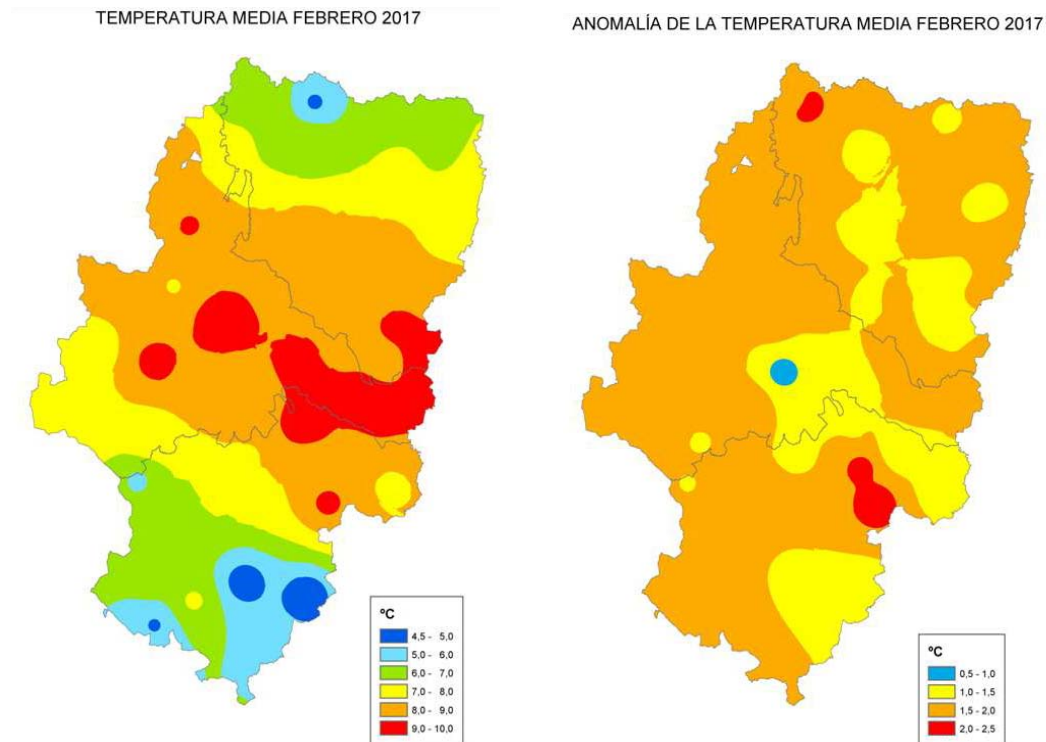 TEMPERATURA MEDIA FEBRERO 2017
ANOMALÍA DE LA TEMPERATURA MEDIA FEBRERO 2017
ºC
4,5 - 5,0
5,0 - 6,0
6,0 - 7,0
7,0 - 8,0
8,0 - 9,0
9,0 - 10,0
ºC
0,5 - 1,0
1,0 - 1,5
1,5 - 2,0
2,0 - 2,5